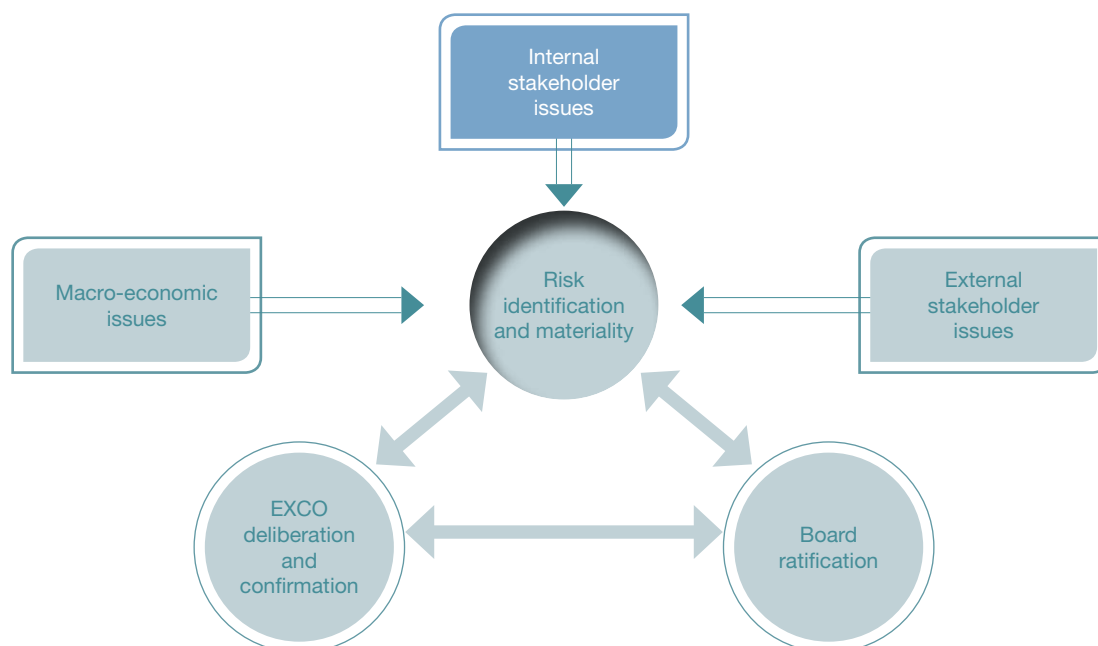 Internal
stakeholder
issues
Macro-economic
issues
Risk
identification
and materiality
External
stakeholder
issues
EXCO
deliberation
and
confirmation
Board
ratification